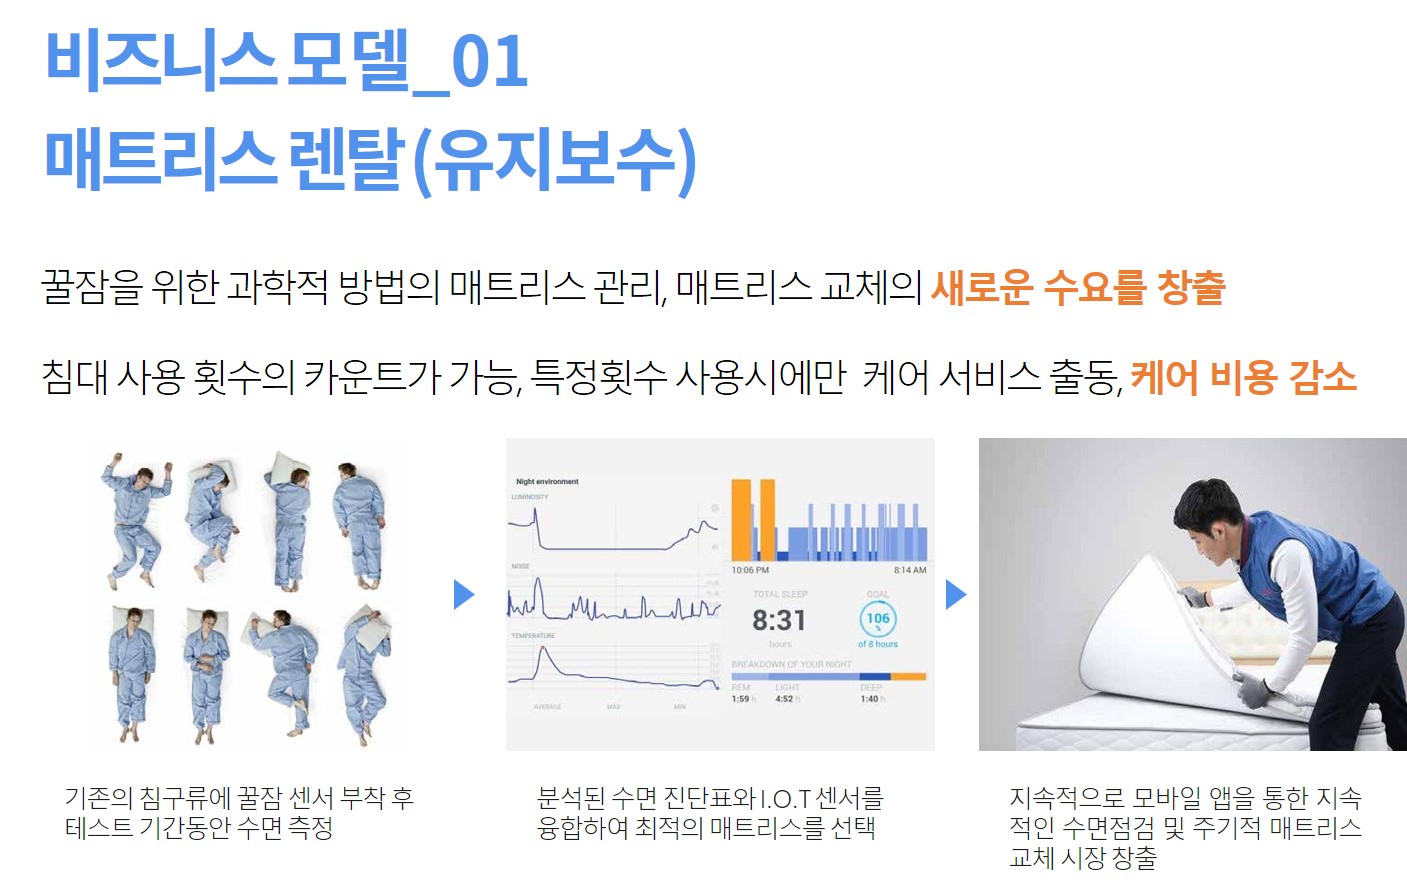 비즈니스 모델_01
매트리스 렌탈(유지보수)
꿀잠을 위한 과학적 방법의 매트리스 관리, 매트리스 교체의 새로운 수요를 창출
침대 사용 횟수의 카운트가 가능, 특정횟수 사용시에만 케어 서비스 출동, 케어 비용 감소
Night environment
LUMINOSITY
NOISE
TEMPERATURE
AVERAGE MAX MIN
10:06 PM 8:14 AM
TOTAL SLEEP
8:31
hours
GOAL
106
%
of 8 hours
BREAKDOWN OF YOUR NIGHT
REM LIGHT DEEP
1:59 h 4:52 h 1:40 h
기존의 침구류에 꿀잠 센서 부착 후
테스트 기간동안 수면 측정
분석된 수면 진단표와 I.O.T 센서를
융합하여 최적의 매트리스를 선택
지속적으로 모바일 앱을 통한 지속
적인 수면점검 및 주기적 매트리스
교체 시장 창출